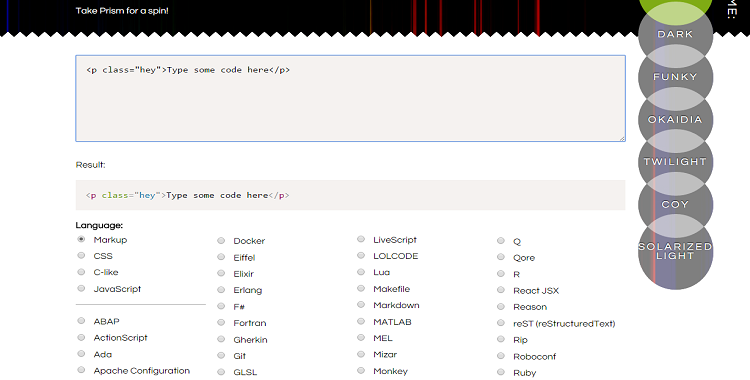 Take Prism for a spin!
ME:
DARK
FUNKY
OKAIDIA
TWILIGHT
COY
SOLARIZED
LIGHT
<p class="hey">Type some code here</p>
Result:
<p class="hey">Type some code here</p>
Language:
Markup
CSS
C-like
JavaScript
ABAP
ActionScript
Ada
Apache Configuration
Docker
Eiffel
Elixir
Erlang
F#
Fortran
Gherkin
Git
GLSL
LiveScript
LOLCODE
Lua
Makefile
Markdown
MATLAB
MEL
Mizar
Monkey
Q
Qore
R
React JSX
Reason
reST (reStructuredText)
Rip
Roboconf
Ruby